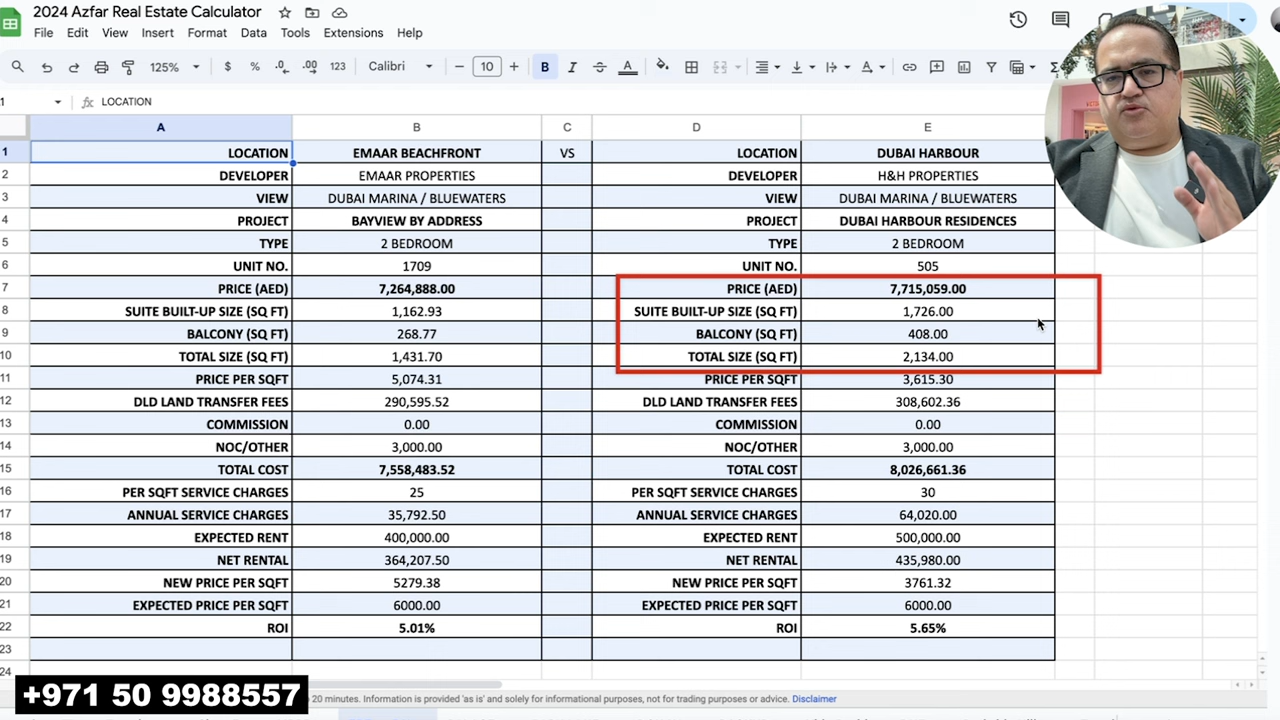 2024 Azfar Real Estate Calculator
File Edit View Insert Format Data Tools Extensions Help
125% $ % .0 .00 123 Calibri 10 B I A
LOCATION
A B C D E
1 LOCATION EMAAR BEACHFRONT VS LOCATION DUBAI HARBOUR
2 DEVELOPER EMAAR PROPERTIES DEVELOPER H&H PROPERTIES
3 VIEW DUBAI MARINA / BLUEWATERS VIEW DUBAI MARINA / BLUEWATERS
4 PROJECT BAYVIEW BY ADDRESS PROJECT DUBAI HARBOUR RESIDENCES
5 TYPE 2 BEDROOM TYPE 2 BEDROOM
6 UNIT NO. 1709 UNIT NO. 505
7 PRICE (AED) 7,264,888.00 PRICE (AED) 7,715,059.00
8 SUITE BUILT-UP SIZE (SQ FT) 1,162.93 SUITE BUILT-UP SIZE (SQ FT) 1,726.00
9 BALCONY (SQ FT) 268.77 BALCONY (SQ FT) 408.00
10 TOTAL SIZE (SQ FT) 1,431.70 TOTAL SIZE (SQ FT) 2,134.00
11 PRICE PER SQFT 5,074.31 PRICE PER SQFT 3,615.30
12 DLD LAND TRANSFER FEES 290,595.52 DLD LAND TRANSFER FEES 308,602.36
13 COMMISSION 0.00 COMMISSION 0.00
14 NOC/OTHER 3,000.00 NOC/OTHER 3,000.00
15 TOTAL COST 7,558,483.52 TOTAL COST 8,026,661.36
16 PER SQFT SERVICE CHARGES 25 PER SQFT SERVICE CHARGES 30
17 ANNUAL SERVICE CHARGES 35,792.50 ANNUAL SERVICE CHARGES 64,020.00
18 EXPECTED RENT 400,000.00 EXPECTED RENT 500,000.00
19 NET RENTAL 364,207.50 NET RENTAL 435,980.00
20 NEW PRICE PER SQFT 5279.38 NEW PRICE PER SQFT 3761.32
21 EXPECTED PRICE PER SQFT 6000.00 EXPECTED PRICE PER SQFT 6000.00
22 ROI 5.01% ROI 5.65%
23
24
+971 50 9988557
20 minutes. Information is provided 'as is' and solely for informational purposes, not for trading purposes or advice. Disclaimer